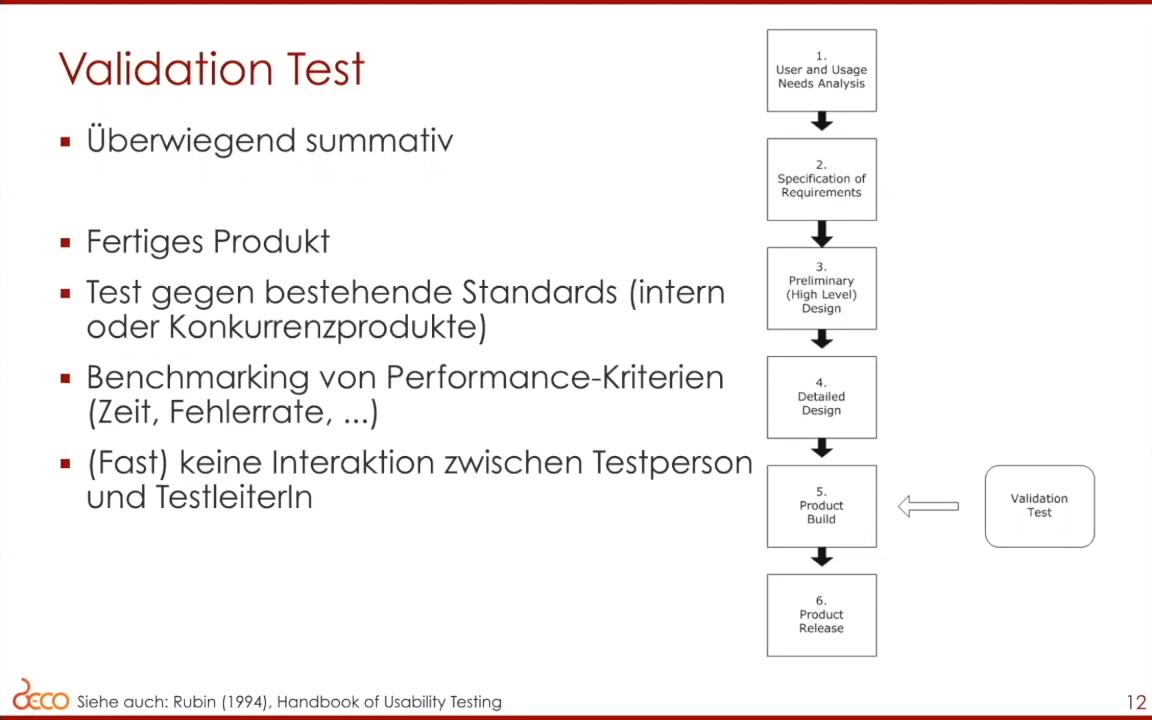 Validation Test
Überwiegend summativ
Fertiges Produkt
Test gegen bestehende Standards (intern
oder Konkurrenzprodukte)
Benchmarking von Performance-Kriterien
(Zeit, Fehlerrate, ...)
(Fast) keine Interaktion zwischen Testperson
und TestleiterIn
1.
User and Usage
Needs Analysis
2.
Specification of
Requirements
3.
Preliminary
(High Level)
Design
4.
Detailed
Design
5.
Product
Build
Validation
Test
6.
Product
Release
DECO
Siehe auch: Rubin (1994), Handbook of Usability Testing
12